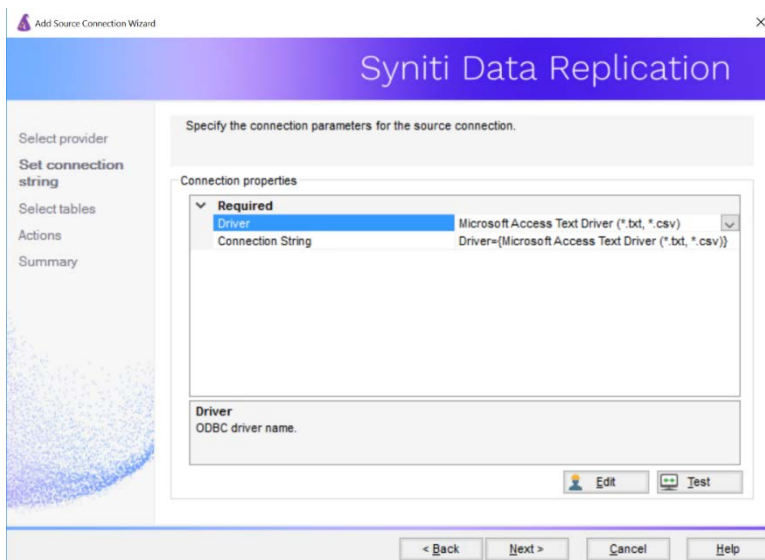 Add Source Connection Wizard
Syniti Data Replication
Select provider
Set connection
string
Select tables
Actions
Summary
Specify the connection parameters for the source connection.
Connection properties
Required
Driver Microsoft Access Text Driver (*.txt, *.csv)
Connection String Driver={Microsoft Access Text Driver (*.txt, *.csv)}
Driver
ODBC driver name.
Edit Test
< Back Next > Cancel Help